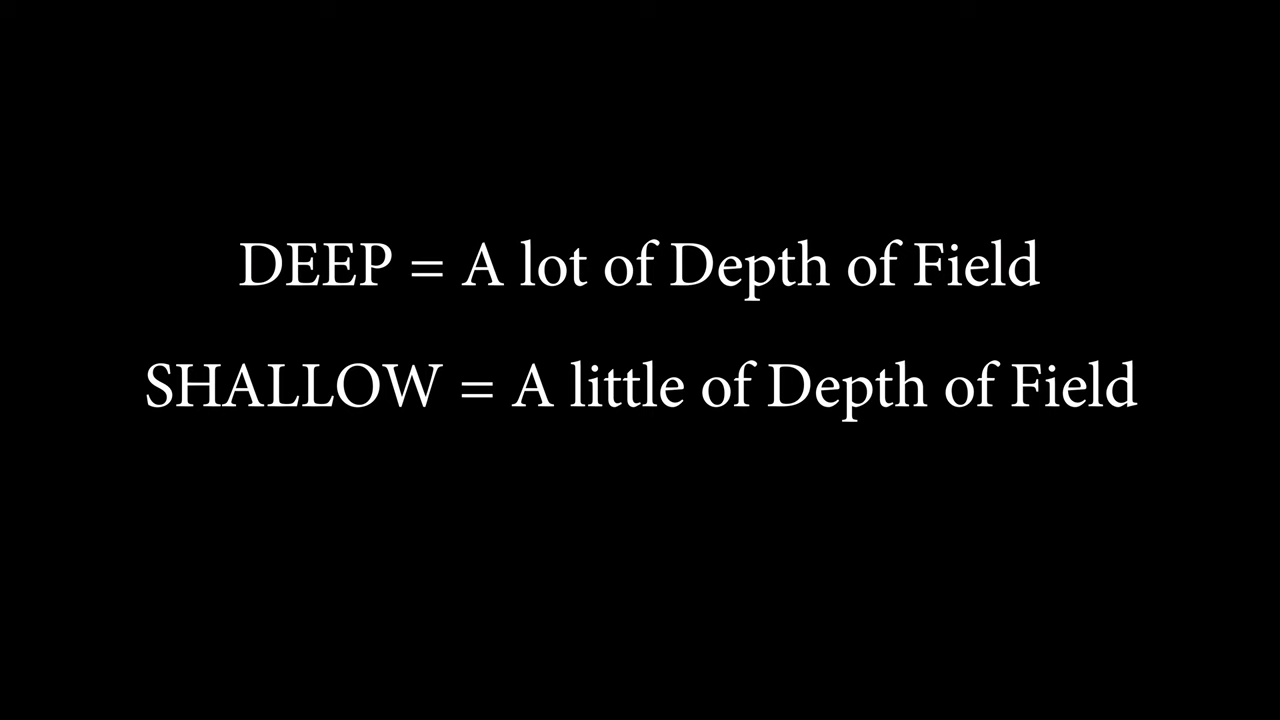 DEEP = A lot of Depth of Field
SHALLOW = A little of Depth of Field